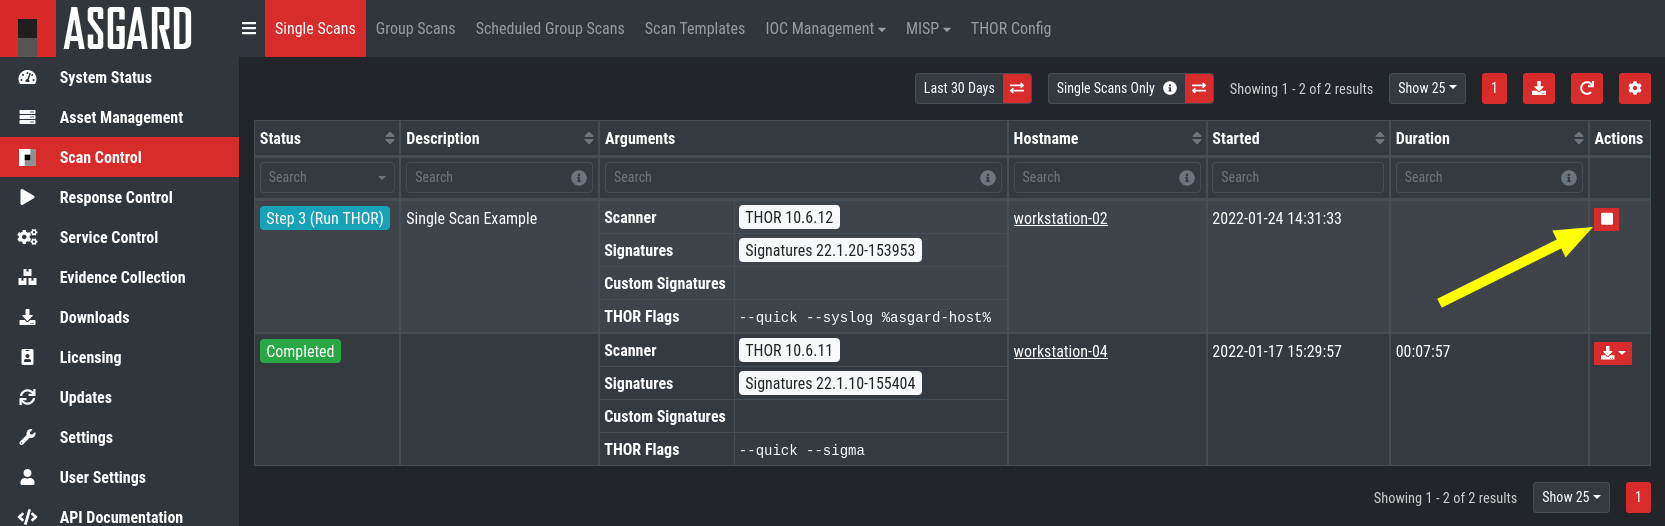 ASGARD
Single Scans Group Scans Scheduled Group Scans Scan Templates IOC Management MISP THOR Config
System Status
Asset Management
Scan Control
Response Control
Service Control
Evidence Collection
Downloads
Licensing
Updates
Settings
User Settings
API Documentation
Last 30 Days Single Scans Only Showing 1 - 2 of 2 results Show 25 1
Status Description Arguments Hostname Started Duration Actions
Search Search Search Search Search Search
Step 3 (Run THOR) Single Scan Example Scanner THOR 10.6.12 workstation-02 2022-01-24 14:31:33
Signatures Signatures 22.1.20-153953
Custom Signatures
THOR Flags --quick --syslog %asgard-host%
Completed Scanner THOR 10.6.11 workstation-04 2022-01-17 15:29:57 00:07:57
Signatures Signatures 22.1.10-155404
Custom Signatures
THOR Flags --quick --sigma
Showing 1 - 2 of 2 results Show 25 1